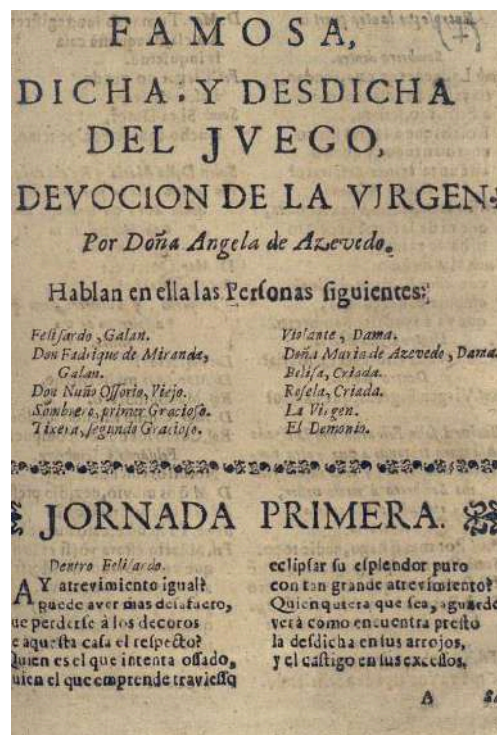 FAMOSA,
DICHA: Y DESDICHA
DEL JVEGO,
DEVOCION DE LA VIRGEN.
Por Doña Angela de Azevedo.
Hablan en ella las Personas siguientes:
Felisardo, Galan.
Don Fadrique de Miranda,
Galan.
Don Nuño Ossorio, Viejo.
Sombrero, primer Gracioso.
Tixera, segundo Gracioso.
Violante, Dama.
Doña Maria de Azevedo, Dama.
Belisa, Criada.
Rosela, Criada.
La Virgen.
El Demonio.
JORNADA PRIMERA.
Dentro Felisardo.
AY atrevimiento igual?
puede aver mas desafuero,
ue perderse à los decoros
e aquesta casa el respecto?
Quien es el que intenta ossado,
uien el que emprende traviesso
eclipsar su esplendor puro
con tan grande atrevimiento?
Quien quiera que sea, aguarde
verà como encuentra presto
la desdicha en sus arrojos,
y el castigo en sus excessos.
A